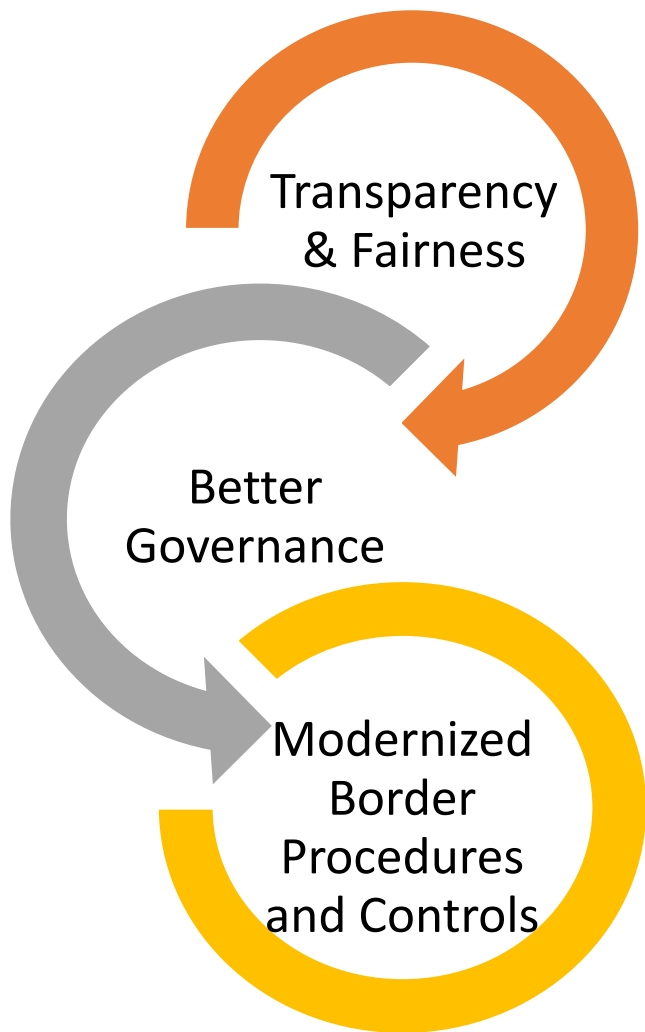 Transparency
& Fairness
Better
Governance
Modernized
Border
Procedures
and Controls